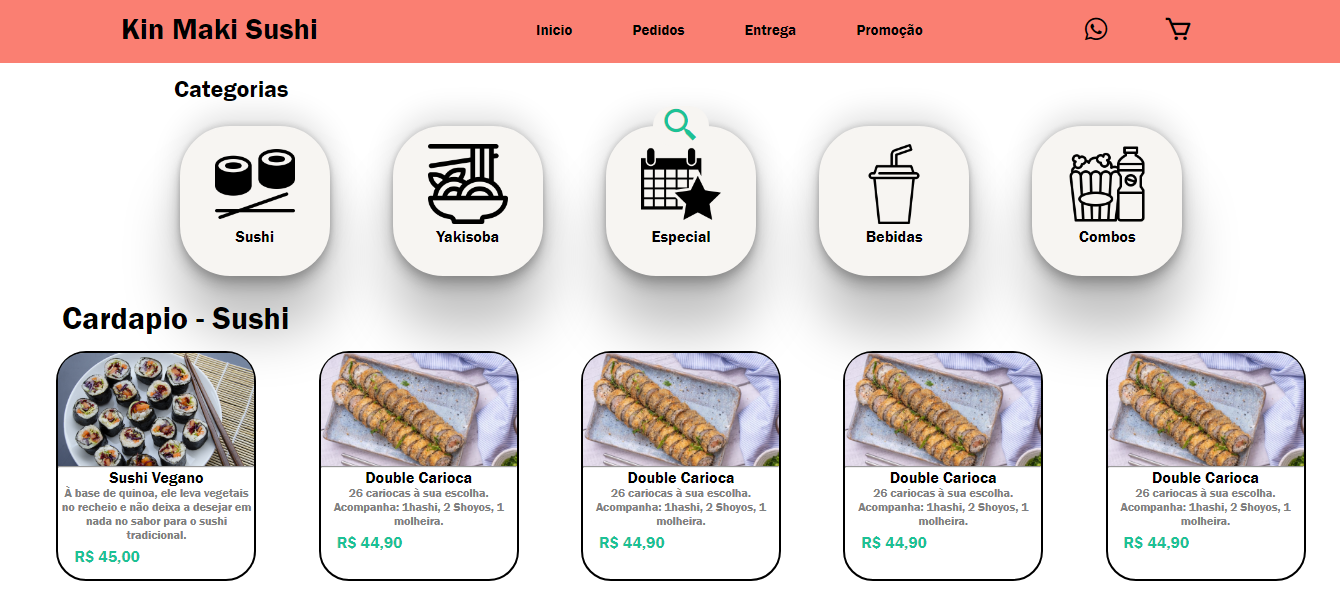 Kin Maki Sushi
Inicio
Pedidos
Entrega
Promoção
Categorias
Sushi
Yakisoba
Especial
Bebidas
Combos
Cardapio - Sushi
Sushi Vegano
À base de quinoa, ele leva vegetais
no recheio e não deixa a desejar em
nada no sabor para o sushi
tradicional.
R$ 45,00
Double Carioca
26 cariocas à sua escolha.
Acompanha: 1hashi, 2 Shoyos, 1
molheira.
R$ 44,90
Double Carioca
26 cariocas à sua escolha.
Acompanha: 1hashi, 2 Shoyos, 1
molheira.
R$ 44,90
Double Carioca
26 cariocas à sua escolha.
Acompanha: 1hashi, 2 Shoyos, 1
molheira.
R$ 44,90
Double Carioca
26 cariocas à sua escolha.
Acompanha: 1hashi, 2 Shoyos, 1
molheira.
R$ 44,90